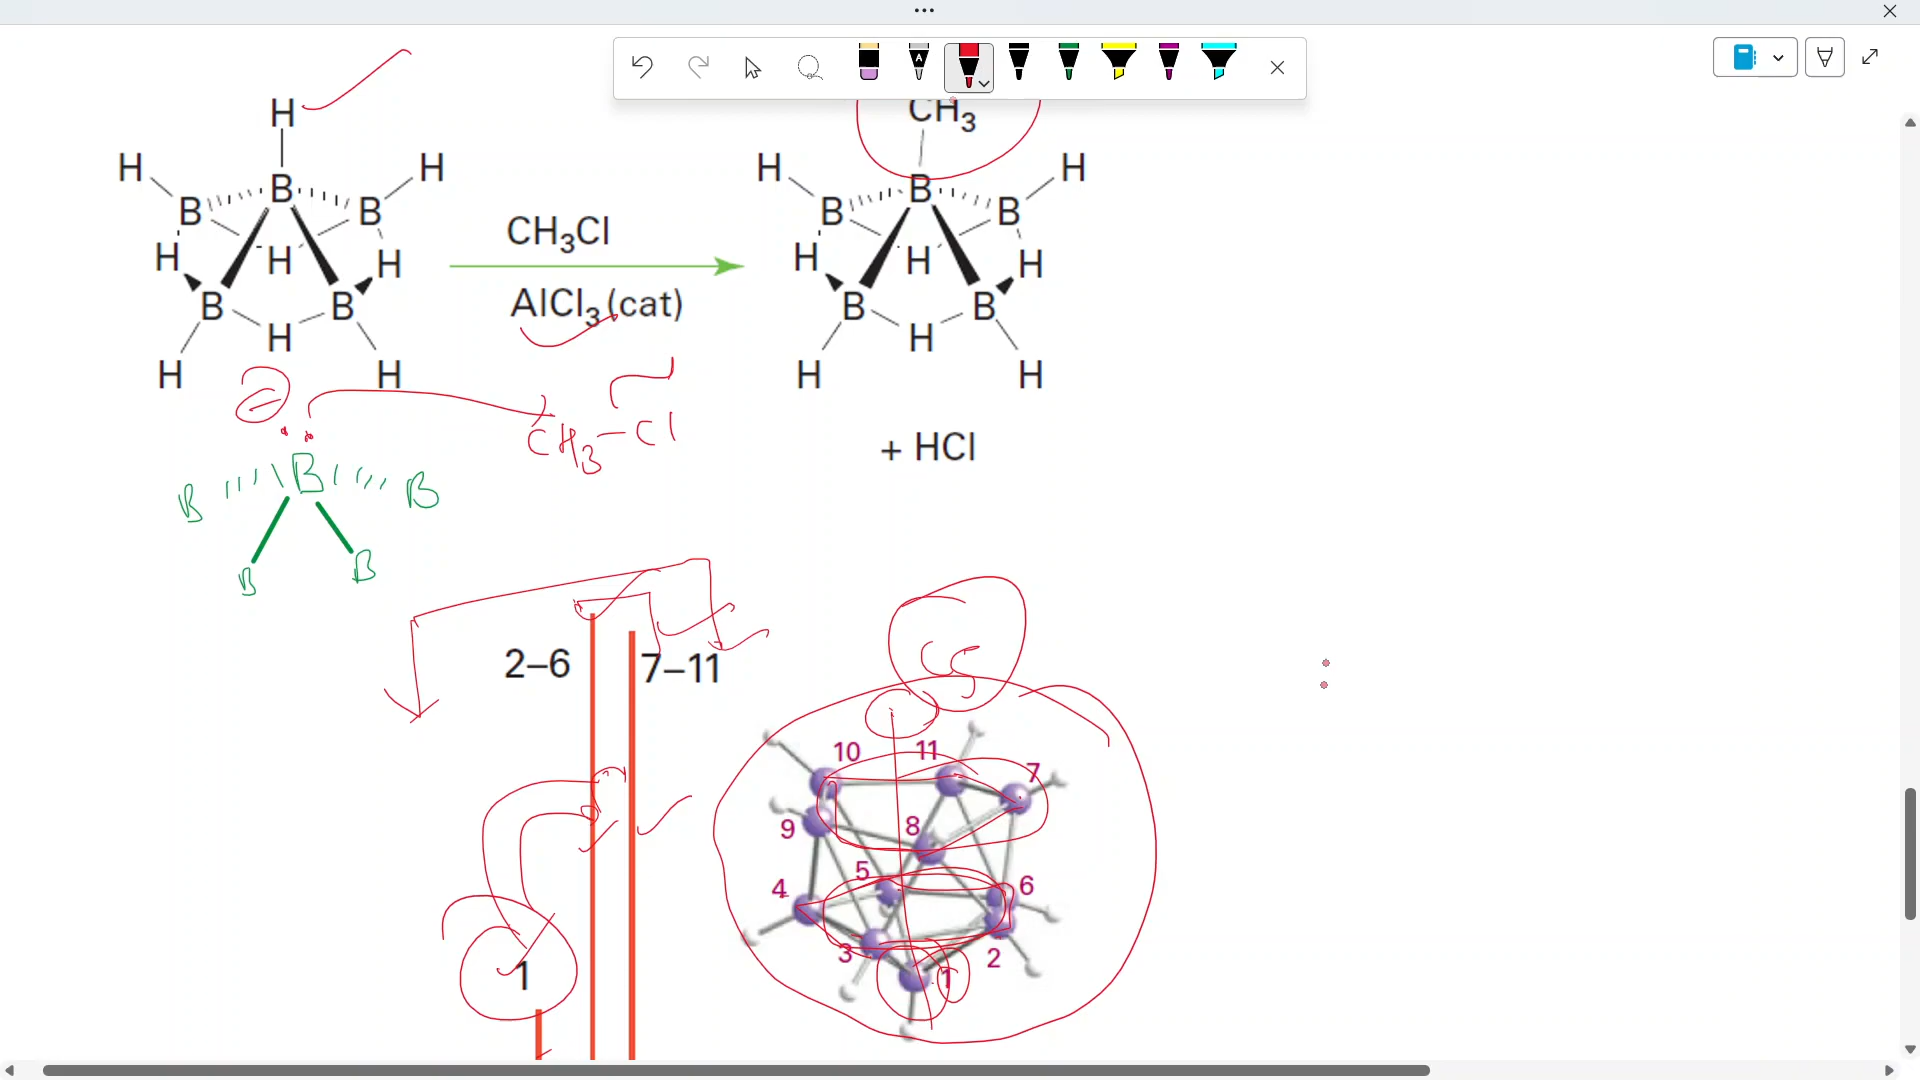 H
CH3
H H
H H
B B B
B B B
CH3Cl
H H H
H H H
AlCl3 (cat)
B B
B B
H
H
H H
H H
CH3–Cl
+ HCl
B B B
B B
2–6 7–11
C5
10 11 7
9 8
5
4 6
3 2
1 1